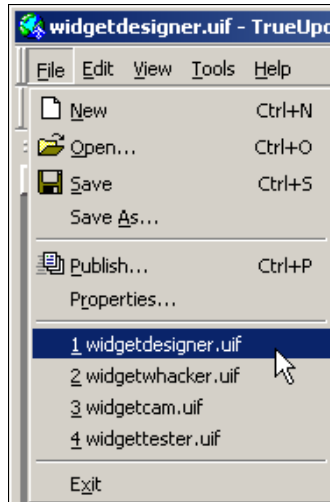 widgetdesigner.uif - TrueUpd
File Edit View Tools Help
New Ctrl+N
Open... Ctrl+O
Save Ctrl+S
Save As...
Publish... Ctrl+P
Properties...
1 widgetdesigner.uif
2 widgetwhacker.uif
3 widgetcam.uif
4 widgettester.uif
Exit